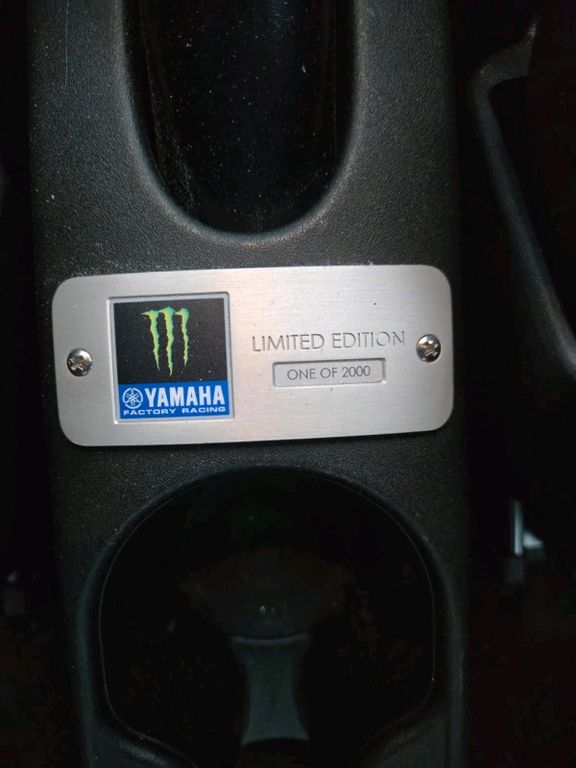 YAMAHA
FACTORY RACING
LIMITED EDITION
ONE OF 2000